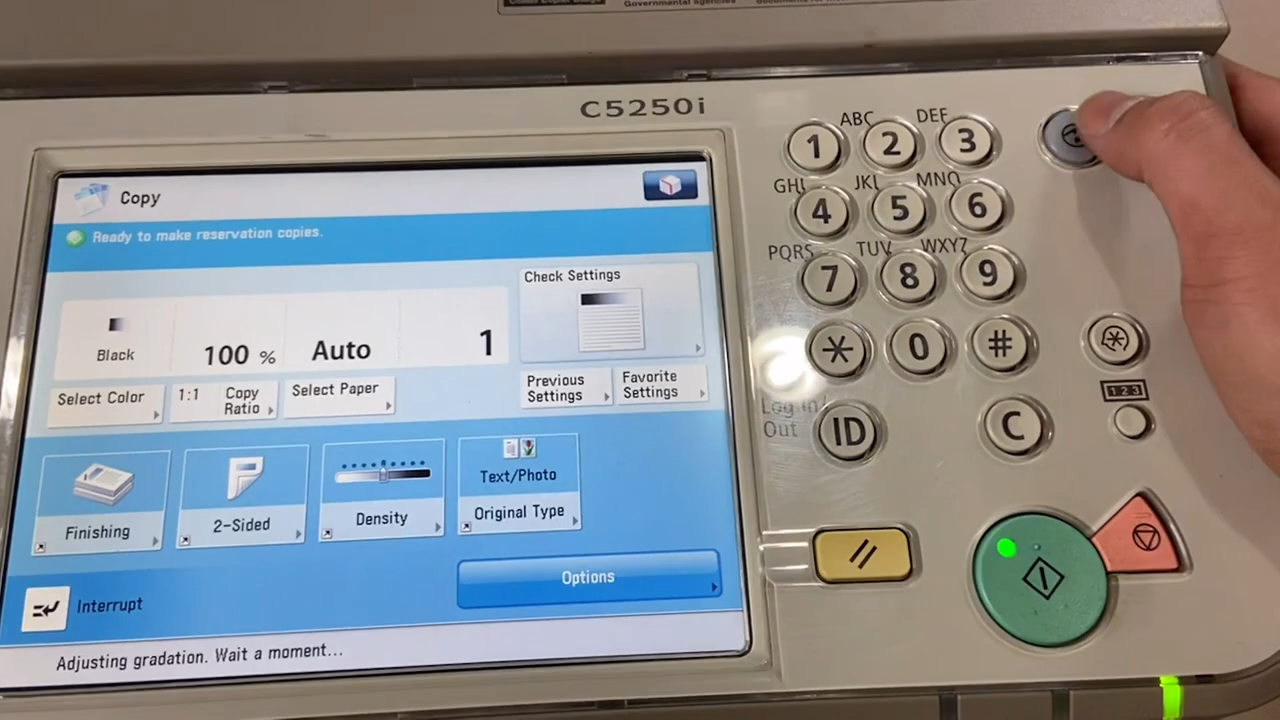 Governmental agencies
C5250i
Copy
Ready to make reservation copies.
Check Settings
Black
100 %
Auto
1
Select Color
1:1 Copy Ratio
Select Paper
Previous Settings
Favorite Settings
Finishing
2-Sided
Density
Text/Photo
Original Type
Options
Interrupt
Adjusting gradation. Wait a moment...
ABC
DEF
1
2
3
GHI
JKL
MNO
4
5
6
PQRS
TUV
WXYZ
7
8
9
*
0
#
Log In/
Out
ID
C
123